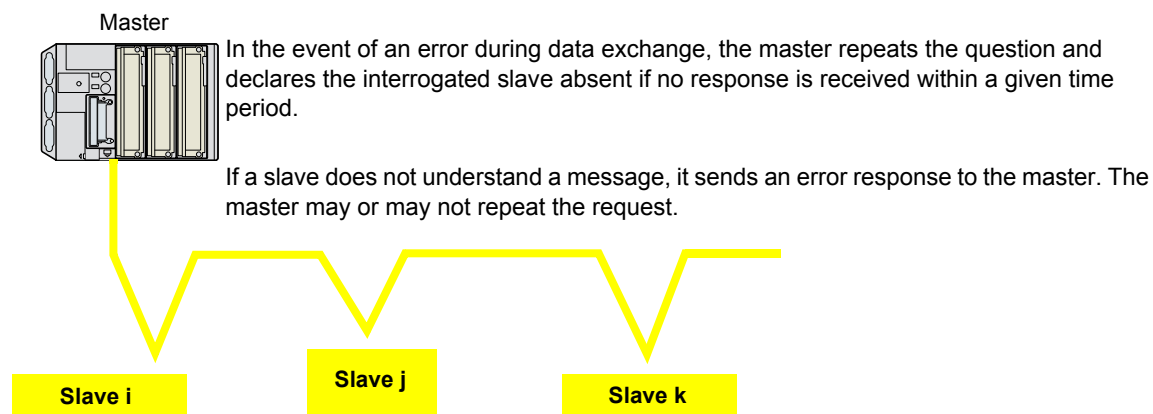 Master
In the event of an error during data exchange, the master repeats the question and
declares the interrogated slave absent if no response is received within a given time
period.
If a slave does not understand a message, it sends an error response to the master. The
master may or may not repeat the request.
Slave i
Slave j
Slave k